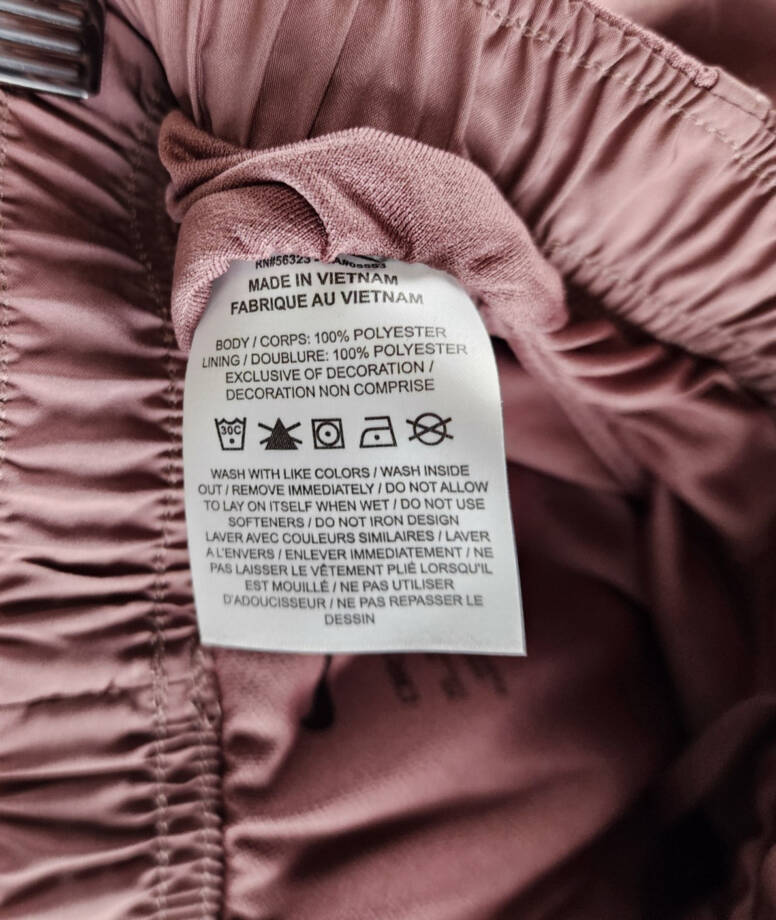 RN#56323 -
MADE IN VIETNAM
FABRIQUE AU VIETNAM
BODY / CORPS: 100% POLYESTER
LINING / DOUBLURE: 100% POLYESTER
EXCLUSIVE OF DECORATION /
DECORATION NON COMPRISE
30C
WASH WITH LIKE COLORS / WASH INSIDE
OUT / REMOVE IMMEDIATELY / DO NOT ALLOW
TO LAY ON ITSELF WHEN WET / DO NOT USE
SOFTENERS / DO NOT IRON DESIGN
LAVER AVEC COULEURS SIMILAIRES / LAVER
A L'ENVERS / ENLEVER IMMEDIATEMENT / NE
PAS LAISSER LE VÊTEMENT PLIÉ LORSQU'IL
EST MOUILLÉ / NE PAS UTILISER
D'ADOUCISSEUR / NE PAS REPASSER LE
DESSIN